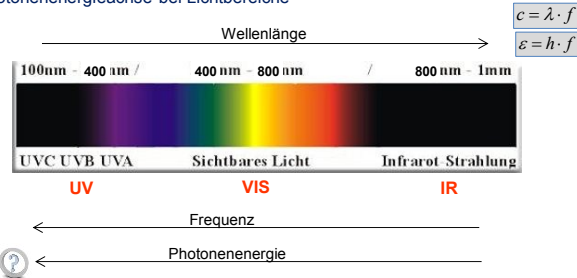 Photonenenergieachse bei Lichtbereiche
c = λ · f
Wellenlänge
ε = h · f
100nm - 400 nm / 400 nm - 800 nm / 800 nm - 1mm
UVC UVB UVA Sichtbares Licht Infrarot-Strahlung
UV VIS IR
Frequenz
Photonenenergie
?